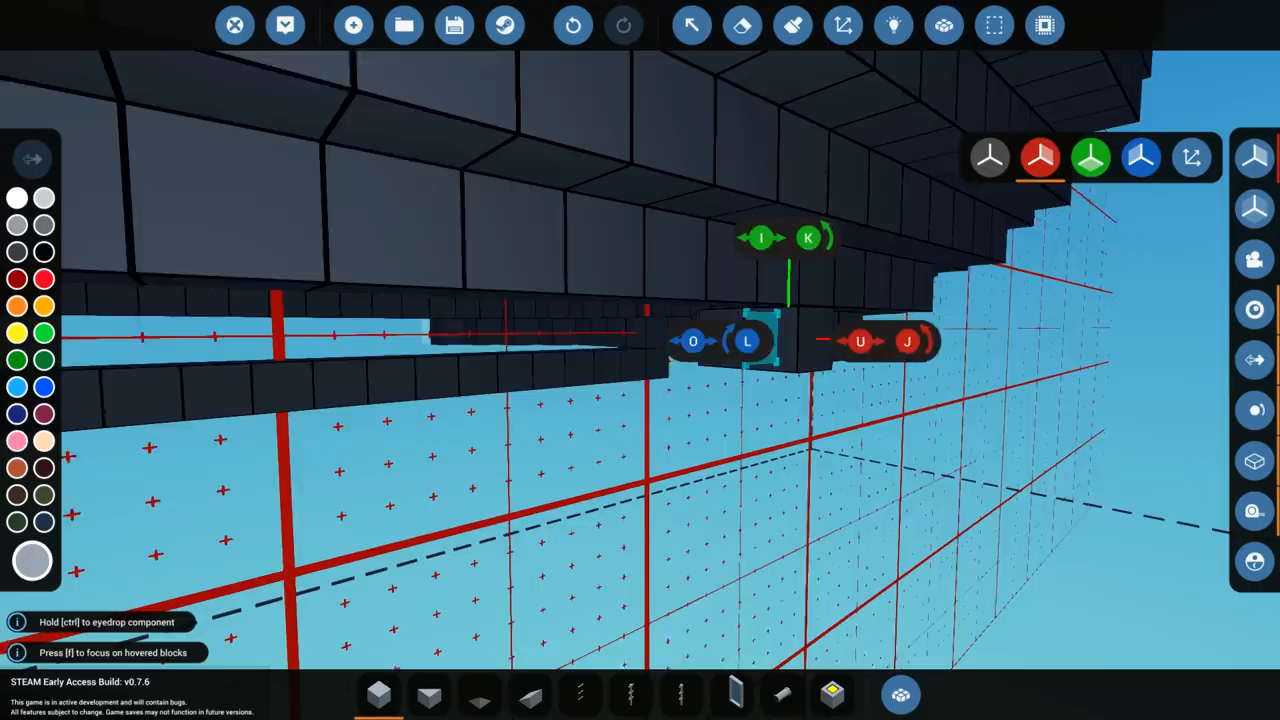 I K
O L U J
Hold [ctrl] to eyedrop component
Press [f] to focus on hovered blocks
STEAM Early Access Build: v0.7.6
This game is in active development and will contain bugs.
All features subject to change. Game saves may not function in future versions.